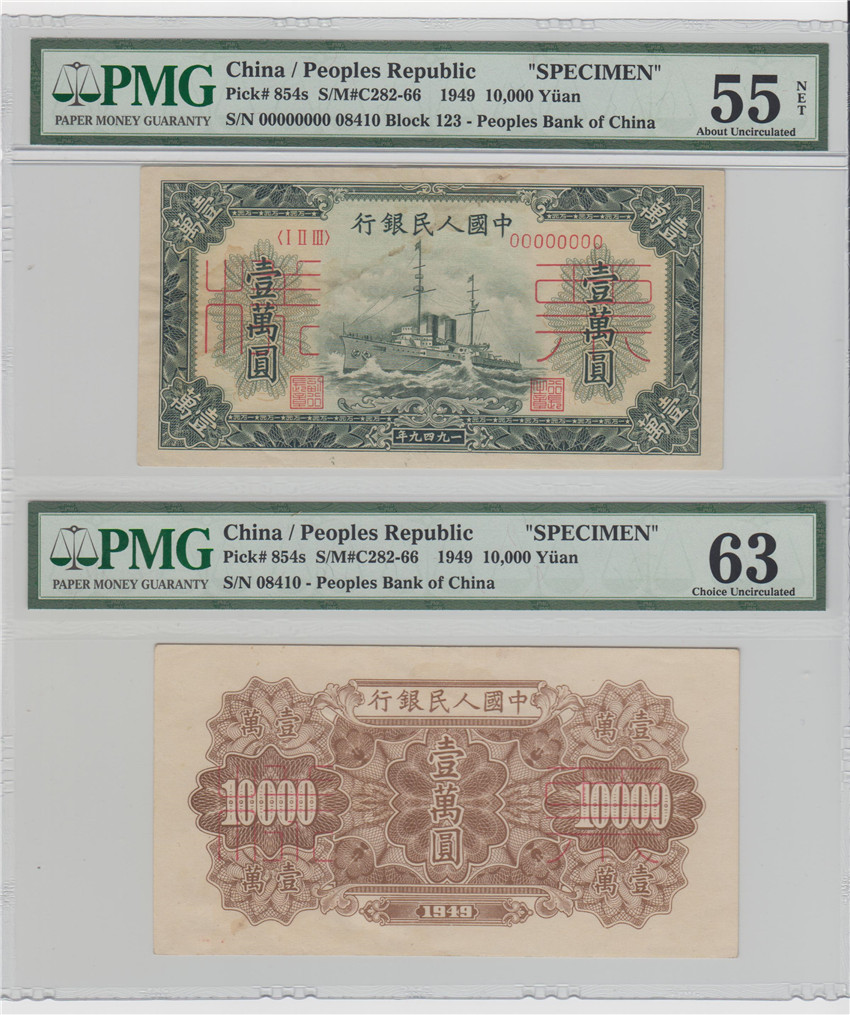 PMG
PAPER MONEY GUARANTY
China / Peoples Republic "SPECIMEN"
Pick# 854s S/M#C282-66 1949 10,000 Yüan
S/N 00000000 08410 Block 123 - Peoples Bank of China
55 NET
About Uncirculated
壹萬
壹萬
行銀民人國中
〈I II III〉
00000000
壹萬圓
壹萬圓
壹萬
壹萬
年九四九一
PMG
PAPER MONEY GUARANTY
China / Peoples Republic "SPECIMEN"
Pick# 854s S/M#C282-66 1949 10,000 Yüan
S/N 08410 - Peoples Bank of China
63
Choice Uncirculated
行銀民人國中
萬壹
萬壹
壹萬圓
10000
10000
萬壹
萬壹
1949